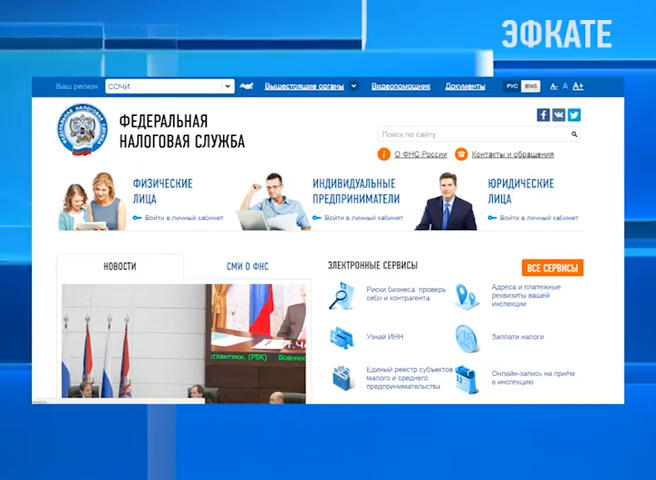 ЭФКАТЕ
Ваш регион
СОЧИ
Вышестоящие органы
Видеопомощник
Документы
РУС
ENG
A-
A
A+
ФЕДЕРАЛЬНАЯ
НАЛОГОВАЯ СЛУЖБА
Поиск по сайту
О ФНС России
Контакты и обращения
ФИЗИЧЕСКИЕ
ЛИЦА
Войти в личный кабинет
ИНДИВИДУАЛЬНЫЕ
ПРЕДПРИНИМАТЕЛИ
Войти в личный кабинет
ЮРИДИЧЕСКИЕ
ЛИЦА
Войти в личный кабинет
НОВОСТИ
СМИ О ФНС
ЭЛЕКТРОННЫЕ СЕРВИСЫ
ВСЕ СЕРВИСЫ
Риски бизнеса: проверь
себя и контрагента
Адреса и платежные
реквизиты вашей
инспекции
Узнай ИНН
Заплати налоги
Единый реестр субъектов
малого и среднего
предпринимательства
Онлайн-запись на приём
в инспекцию
тлантики. (РБК)
Военнос